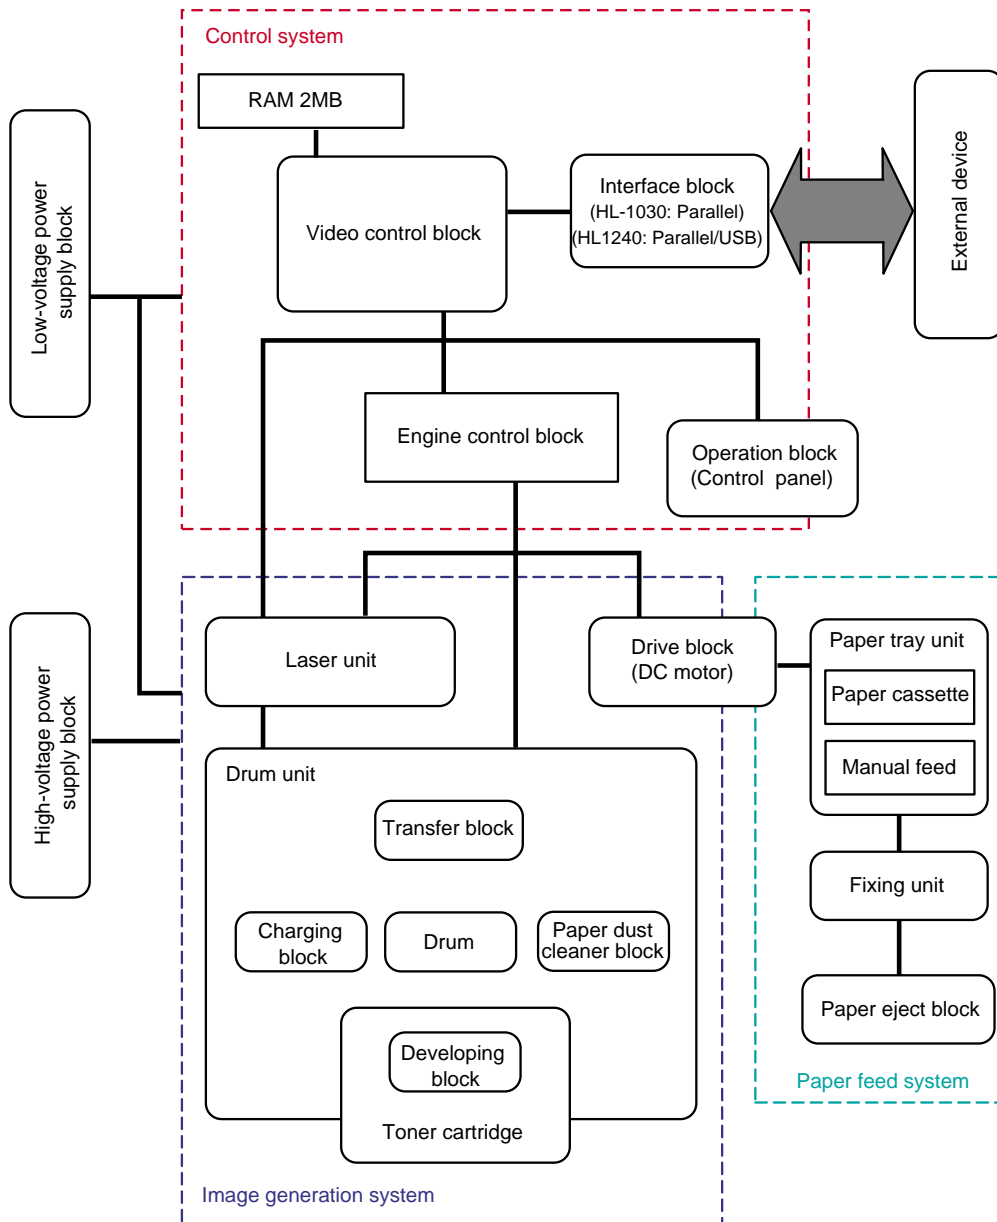 Control system
RAM 2MB
Low-voltage power
supply block
Video control block
Interface block
(HL-1030: Parallel)
(HL1240: Parallel/USB)
External device
Engine control block
Operation block
(Control panel)
High-voltage power
supply block
Laser unit
Drive block
(DC motor)
Paper tray unit
Paper cassette
Manual feed
Drum unit
Transfer block
Charging
block
Drum
Paper dust
cleaner block
Fixing unit
Paper eject block
Developing
block
Toner cartridge
Paper feed system
Image generation system